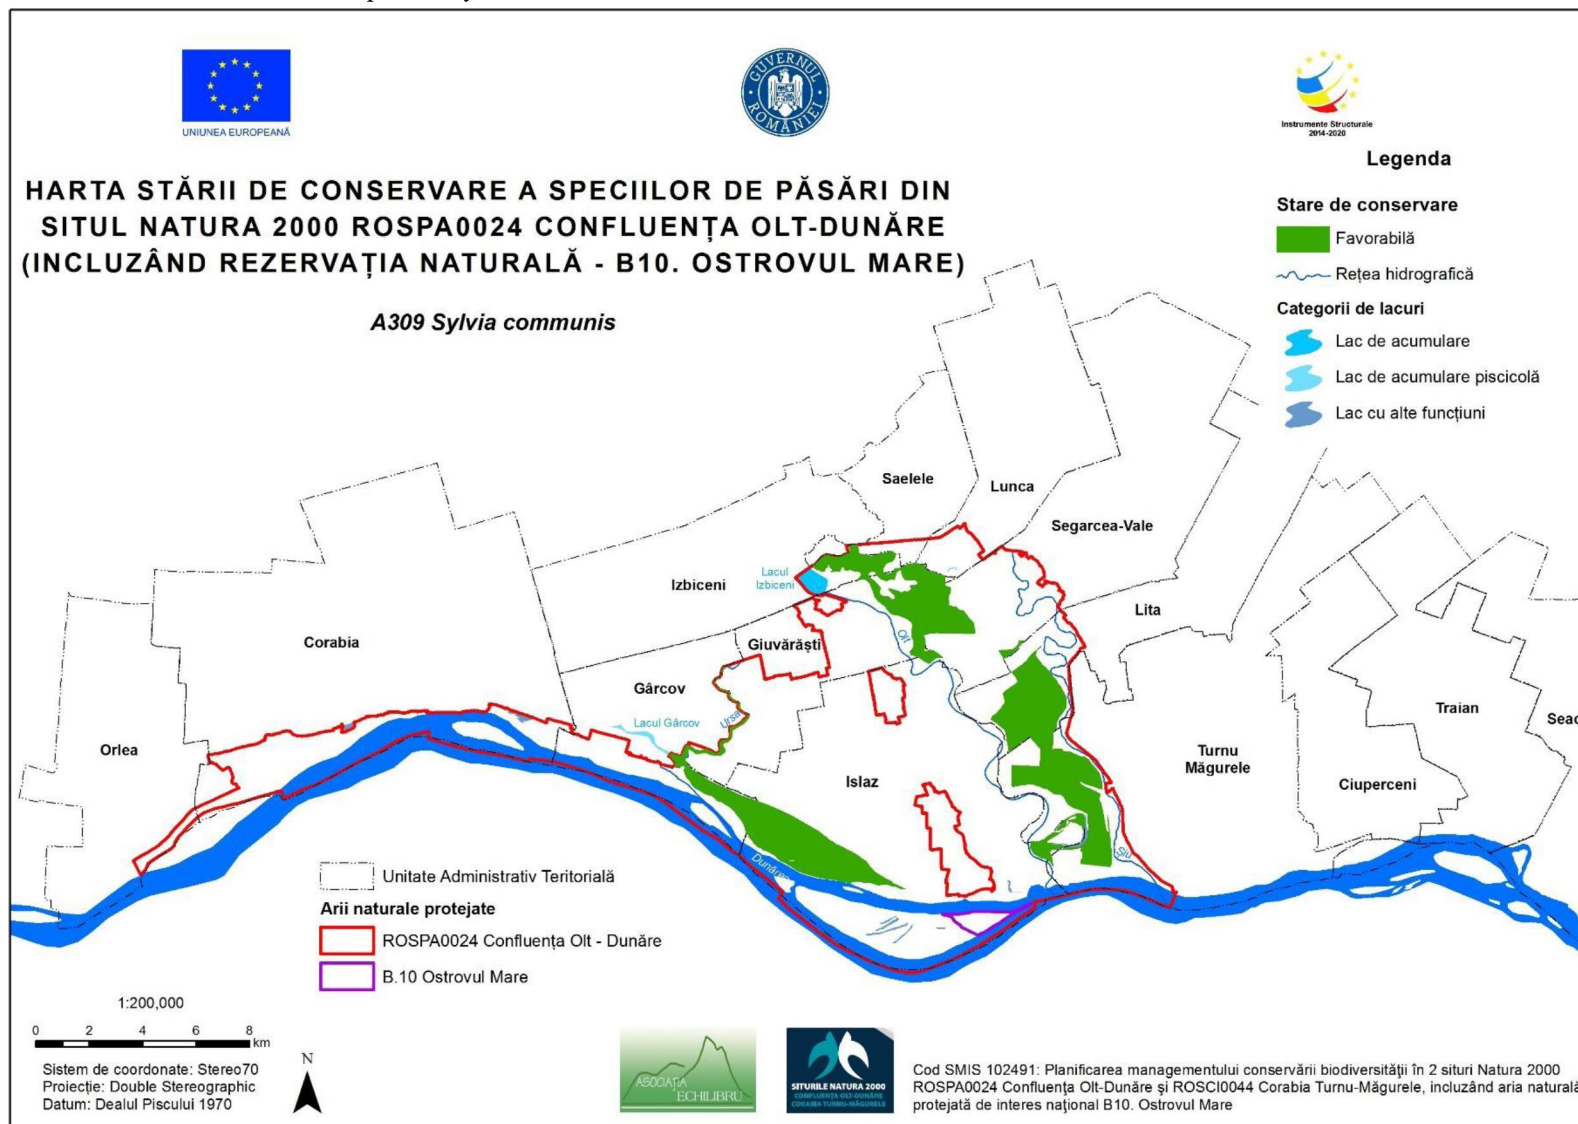 UNIUNEA EUROPEANĂ
GUVERNUL ROMÂNIEI
Instrumente Structurale
2014-2020
HARTA STĂRII DE CONSERVARE A SPECIILOR DE PĂSĂRI DIN
SITUL NATURA 2000 ROSPA0024 CONFLUENȚA OLT-DUNĂRE
(INCLUZÂND REZERVAȚIA NATURALĂ - B10. OSTROVUL MARE)
A309 Sylvia communis
Legenda
Stare de conservare
Favorabilă
Rețea hidrografică
Categorii de lacuri
Lac de acumulare
Lac de acumulare piscicolă
Lac cu alte funcțiuni
Saelele
Lunca
Segarcea-Vale
Lacul
Izbiceni
Izbiceni
Lita
Corabia
Olt
Giuvărăști
Gârcov
Lacul Gârcov
Ursa
Traian
Seac
Orlea
Turnu
Măgurele
Islaz
Ciuperceni
Siu
Dunărea
Unitate Administrativ Teritorială
Arii naturale protejate
ROSPA0024 Confluența Olt - Dunăre
B.10 Ostrovul Mare
1:200,000
0 2 4 6 8
km
N
Sistem de coordonate: Stereo70
Proiecție: Double Stereographic
Datum: Dealul Piscului 1970
ASOCIAȚIA
ECHILIBRU
SITURILE NATURA 2000
CONFLUENȚA OLT-DUNĂRE
CORABIA TURNU-MĂGURELE
Cod SMIS 102491: Planificarea managementului conservării biodiversității în 2 situri Natura 2000
ROSPA0024 Confluența Olt-Dunăre și ROSCI0044 Corabia Turnu-Măgurele, incluzând aria naturală
protejată de interes național B10. Ostrovul Mare